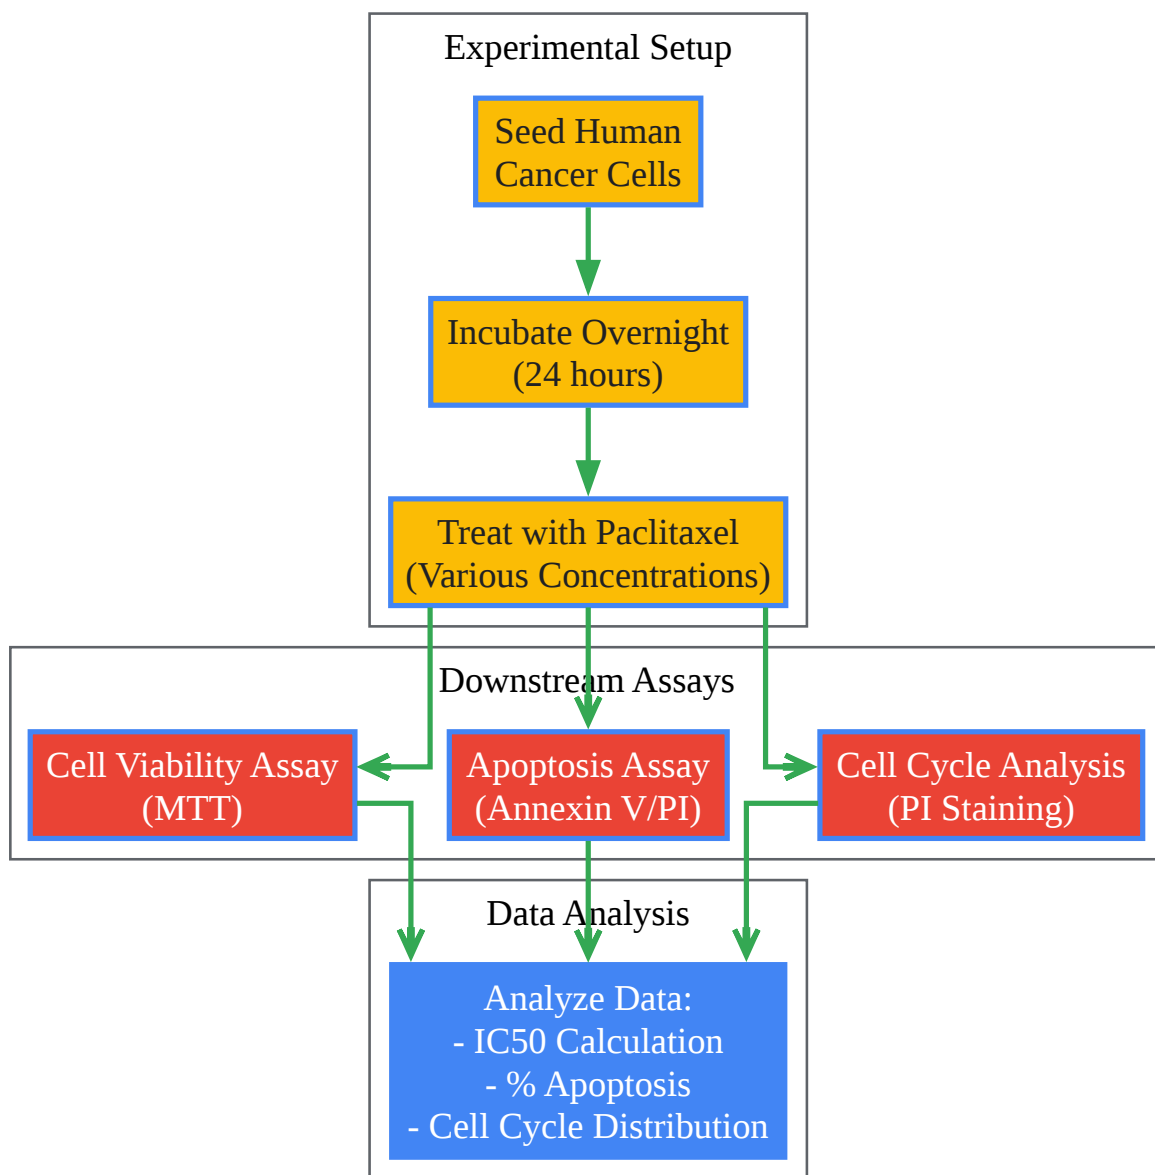 Experimental Setup
Seed Human
Cancer Cells
Incubate Overnight
(24 hours)
Treat with Paclitaxel
(Various Concentrations)
Downstream Assays
Cell Viability Assay
(MTT)
Apoptosis Assay
(Annexin V/PI)
Cell Cycle Analysis
(PI Staining)
Data Analysis
Analyze Data:
- IC50 Calculation
- % Apoptosis
- Cell Cycle Distribution